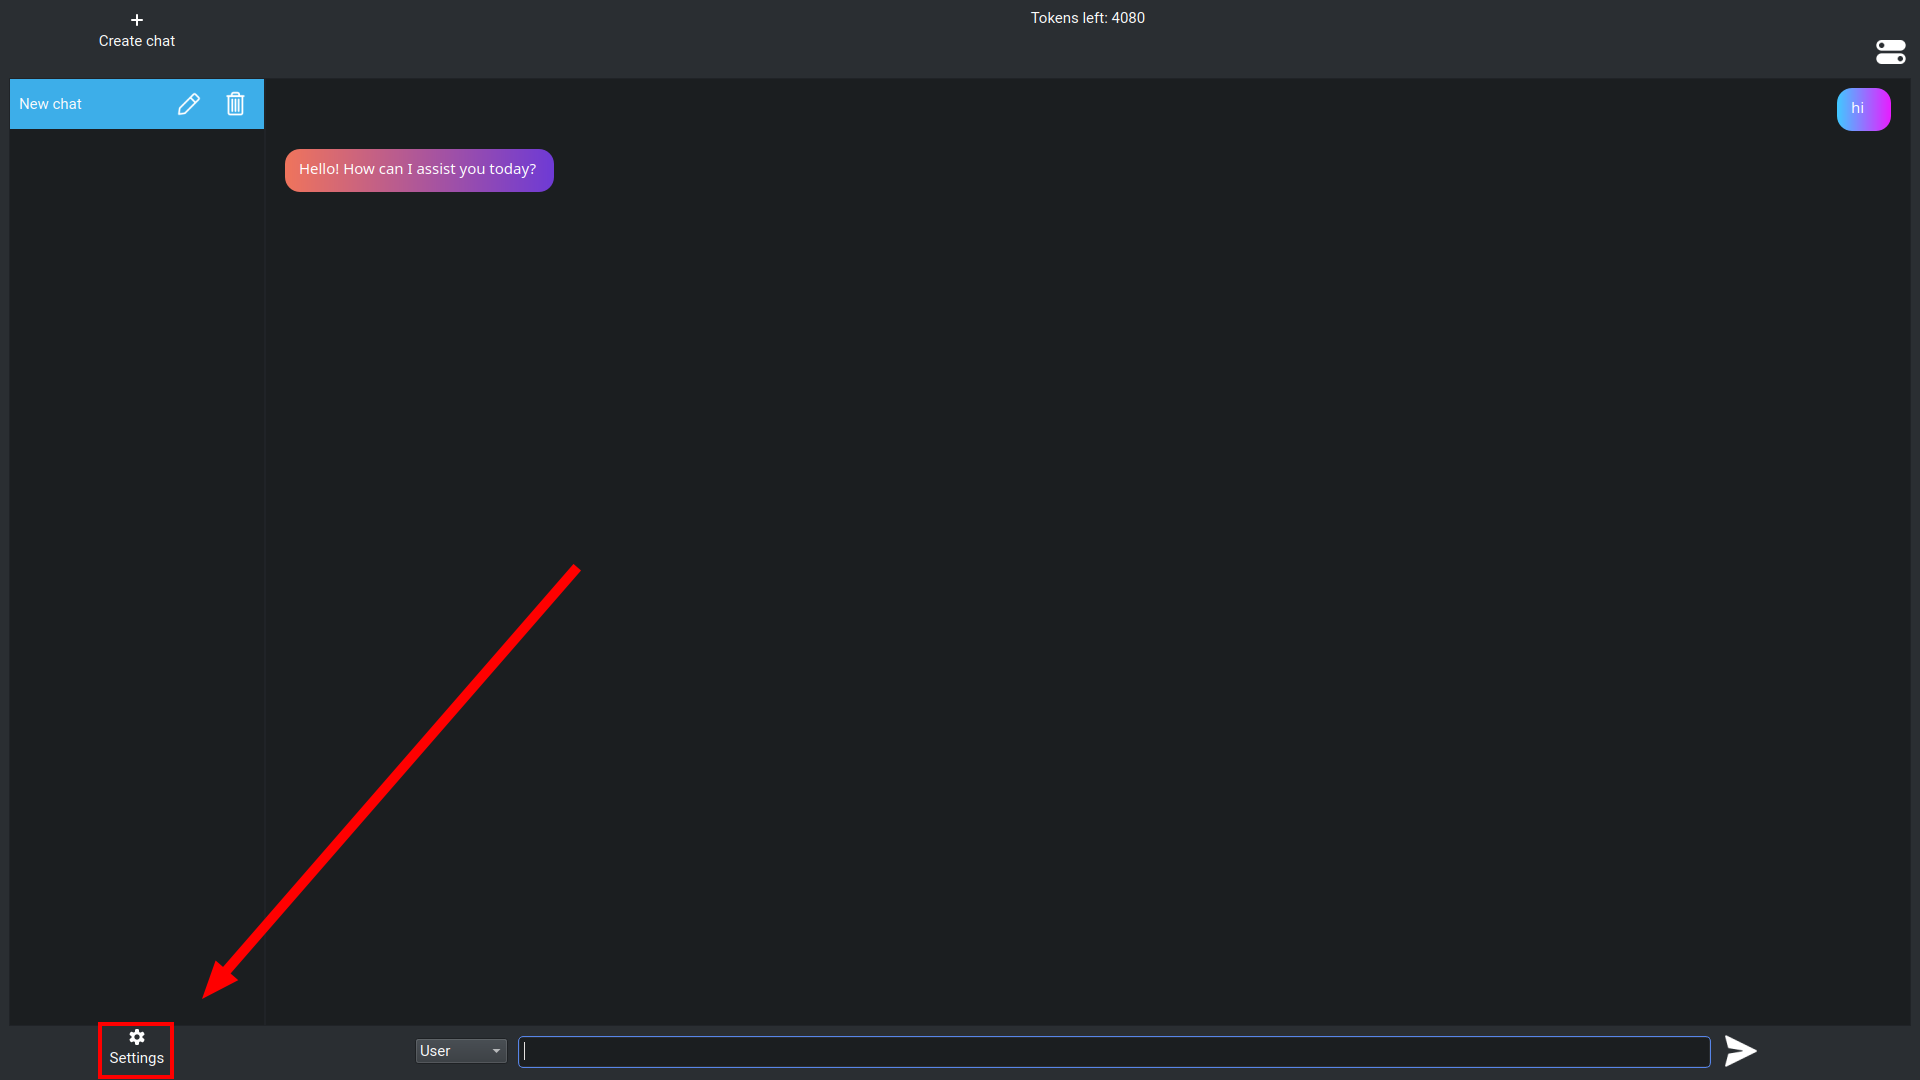 Create chat
Tokens left: 4080
New chat
hi
Hello! How can I assist you today?
Settings
User